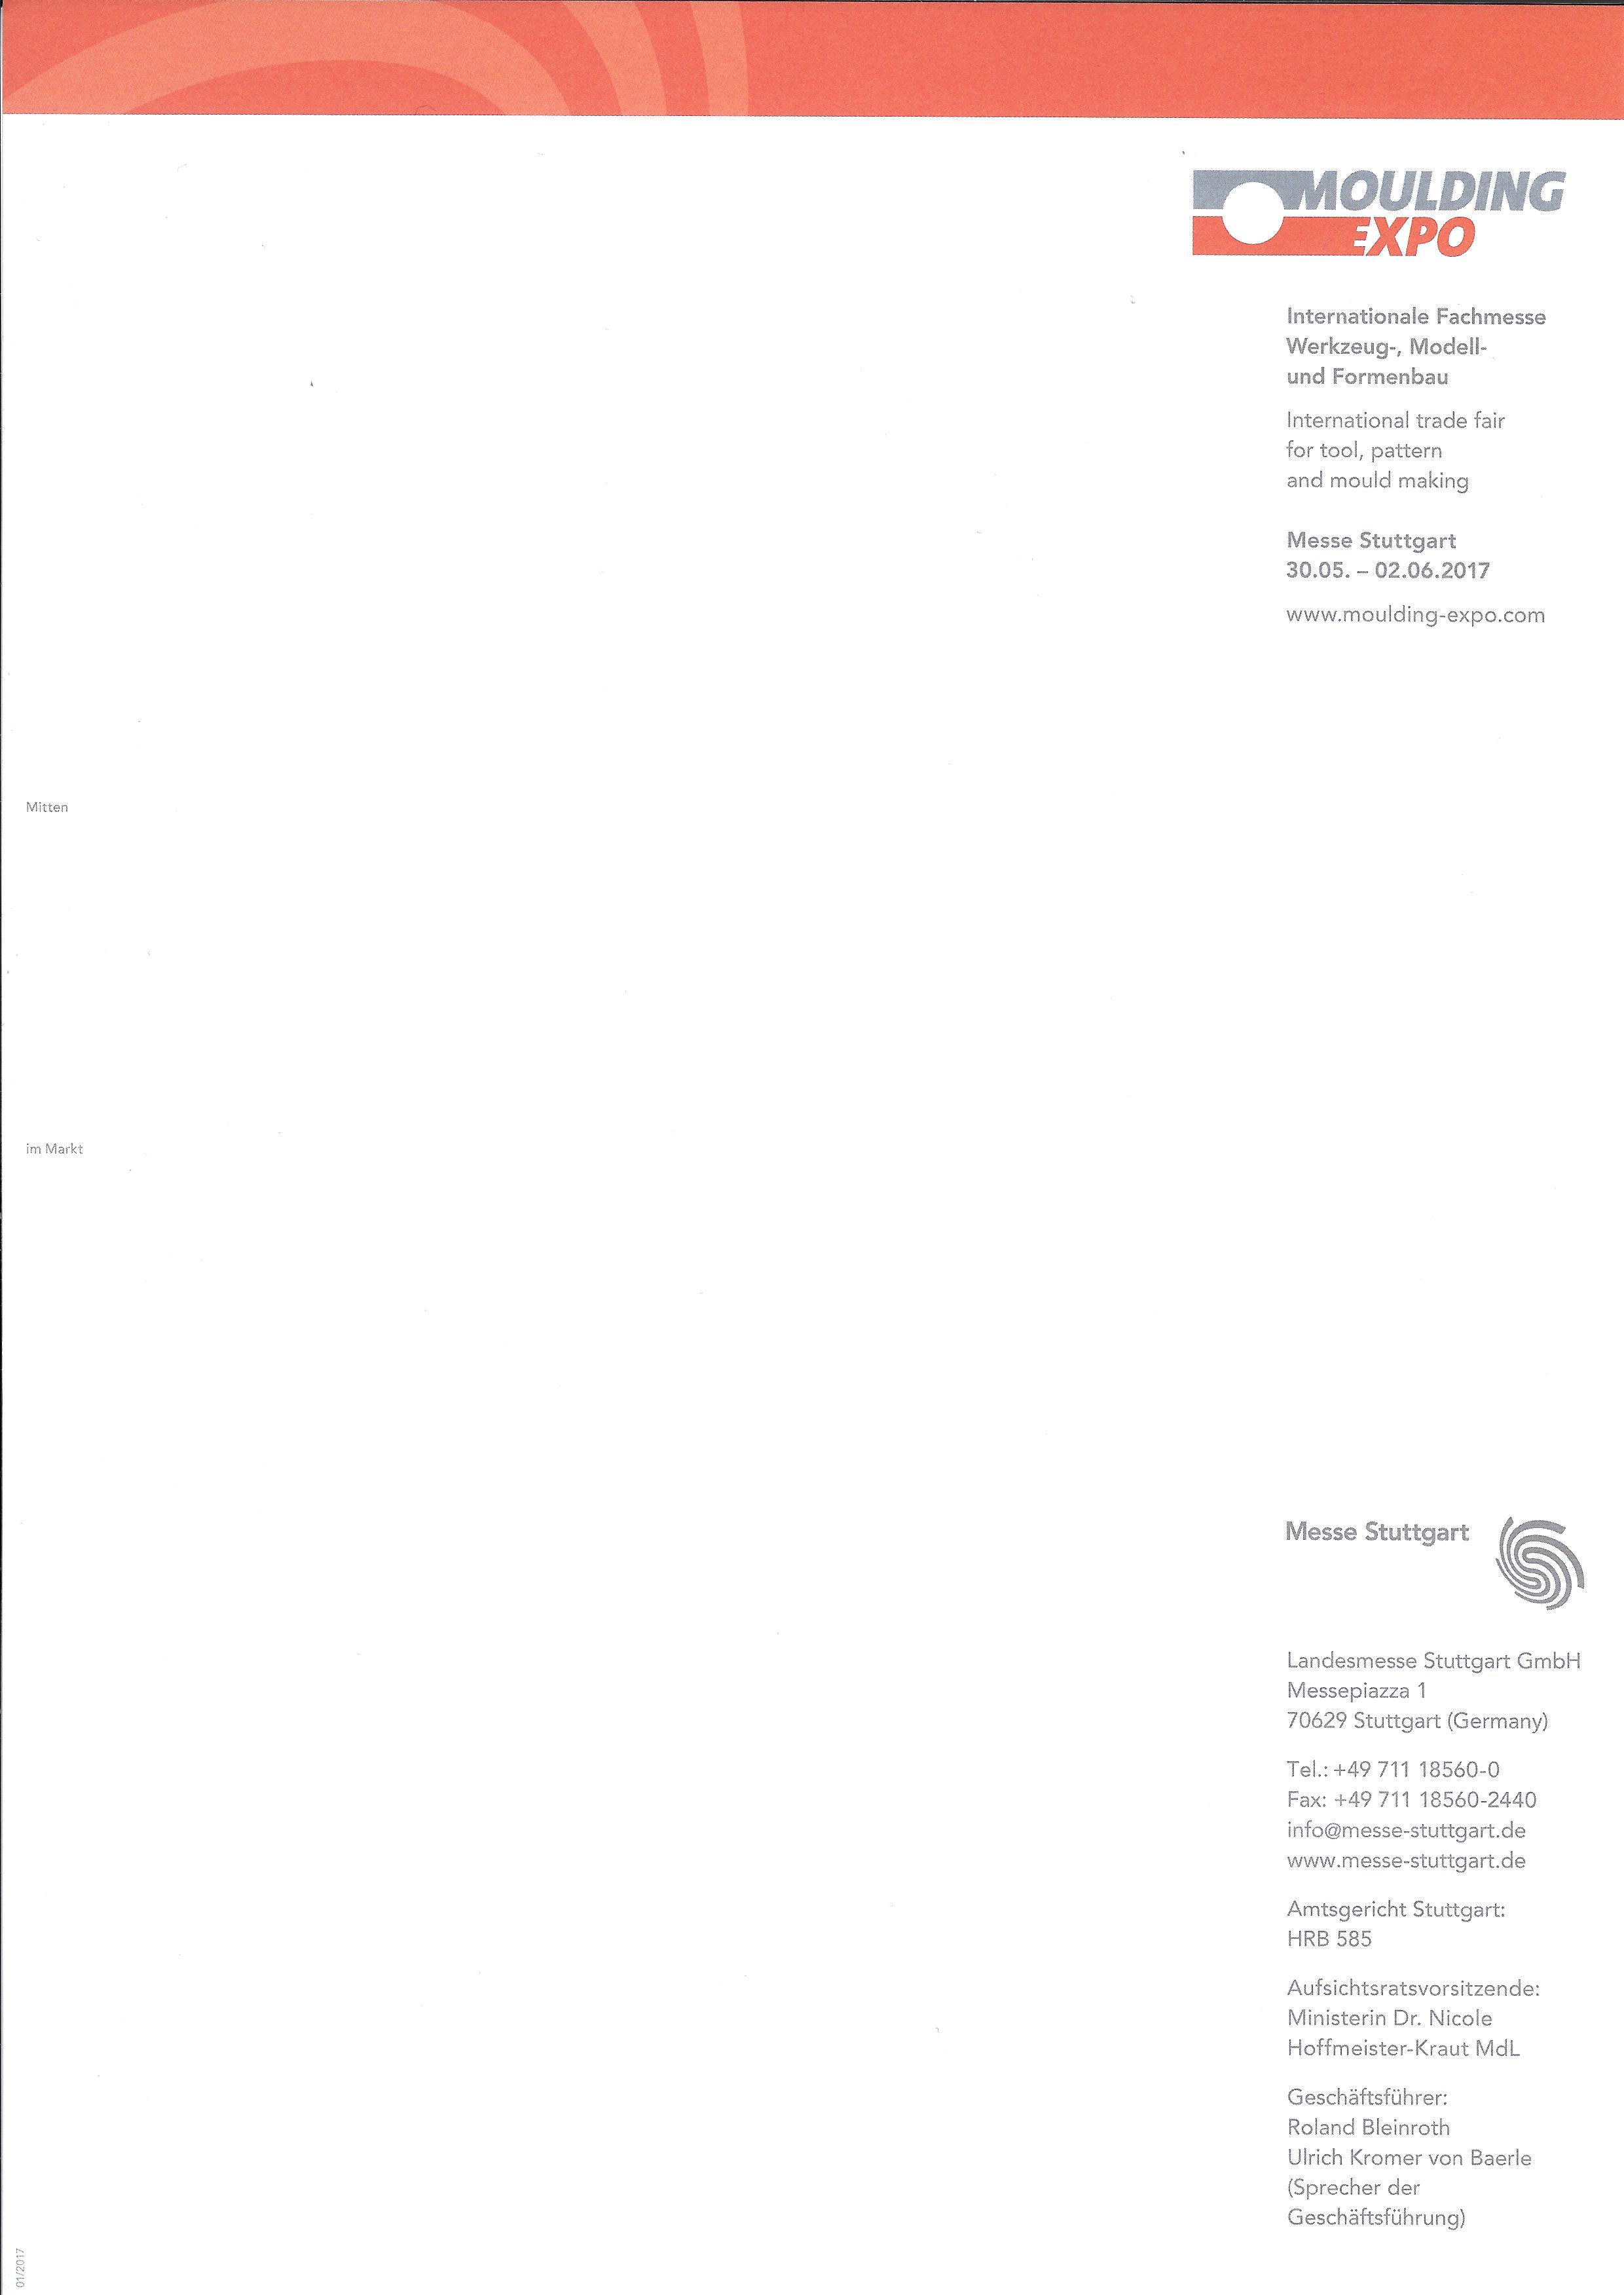 MOULDING
EXPO
Internationale Fachmesse
Werkzeug-, Modell-
und Formenbau
International trade fair
for tool, pattern
and mould making
Messe Stuttgart
30.05. – 02.06.2017
www.moulding-expo.com
Mitten
im Markt
Messe Stuttgart
Landesmesse Stuttgart GmbH
Messepiazza 1
70629 Stuttgart (Germany)
Tel.: +49 711 18560-0
Fax: +49 711 18560-2440
info@messe-stuttgart.de
www.messe-stuttgart.de
Amtsgericht Stuttgart:
HRB 585
Aufsichtsratsvorsitzende:
Ministerin Dr. Nicole
Hoffmeister-Kraut MdL
Geschäftsführer:
Roland Bleinroth
Ulrich Kromer von Baerle
(Sprecher der
Geschäftsführung)
01/2017